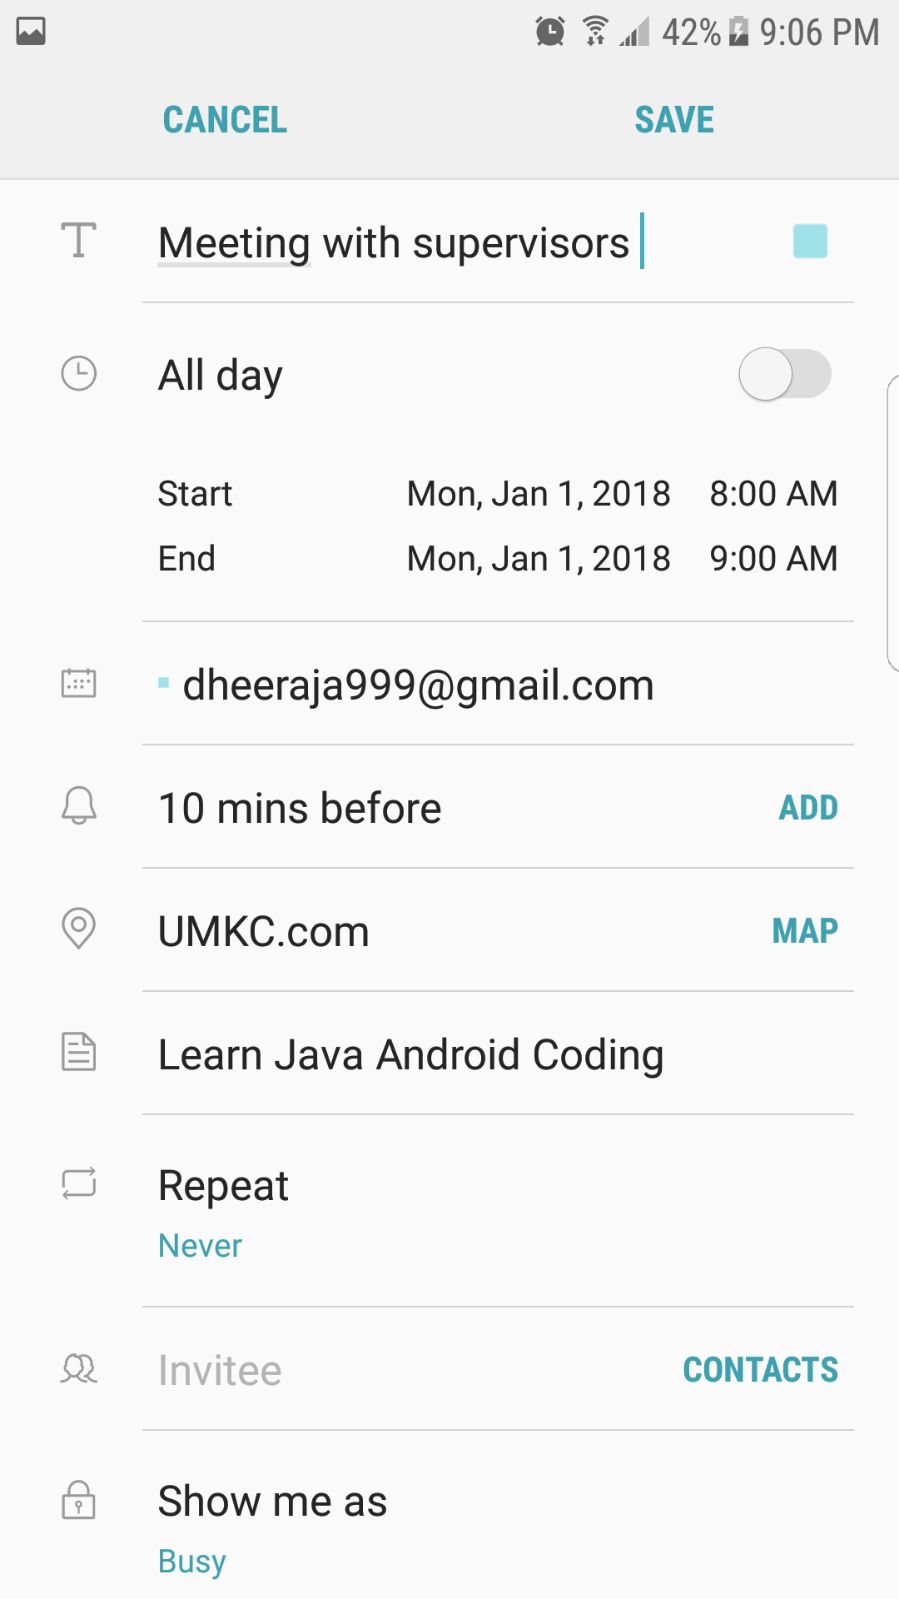 42% 9:06 PM
CANCEL SAVE
Meeting with supervisors
All day
Start Mon, Jan 1, 2018 8:00 AM
End Mon, Jan 1, 2018 9:00 AM
dheeraja999@gmail.com
10 mins before ADD
UMKC.com MAP
Learn Java Android Coding
Repeat
Never
Invitee CONTACTS
Show me as
Busy